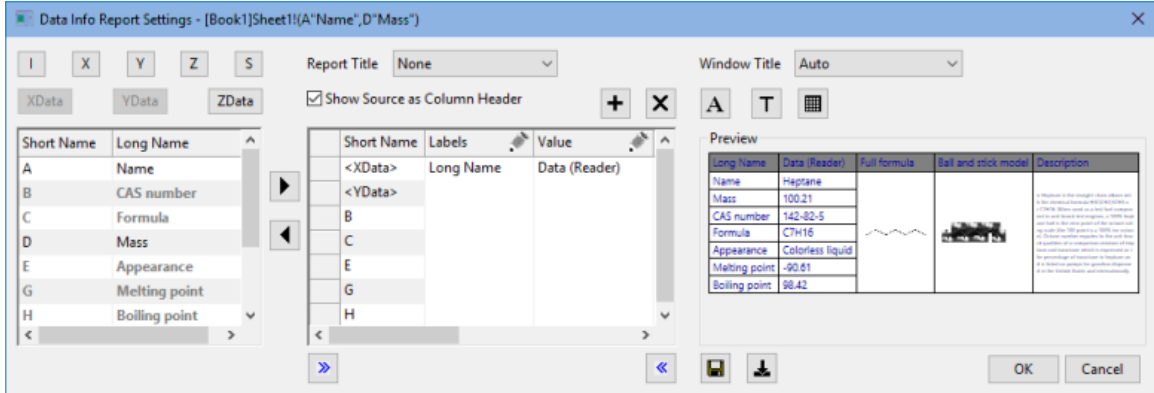 Data Info Report Settings - [Book1]Sheet1!(A"Name",D"Mass")
I X Y Z S
XData YData ZData
Short Name Long Name
A Name
B CAS number
C Formula
D Mass
E Appearance
G Melting point
H Boiling point
Report Title None
Show Source as Column Header
Short Name Labels Value
<XData> Long Name Data (Reader)
<YData>
B
C
E
G
H
Window Title Auto
A T
Preview
Long Name Data (Reader) Full formula Ball and stick model Description
Name Heptane
Mass 100.21
CAS number 142-82-5
Formula C7H16
Appearance Colorless liquid
Melting point -90.61
Boiling point 98.42
OK Cancel